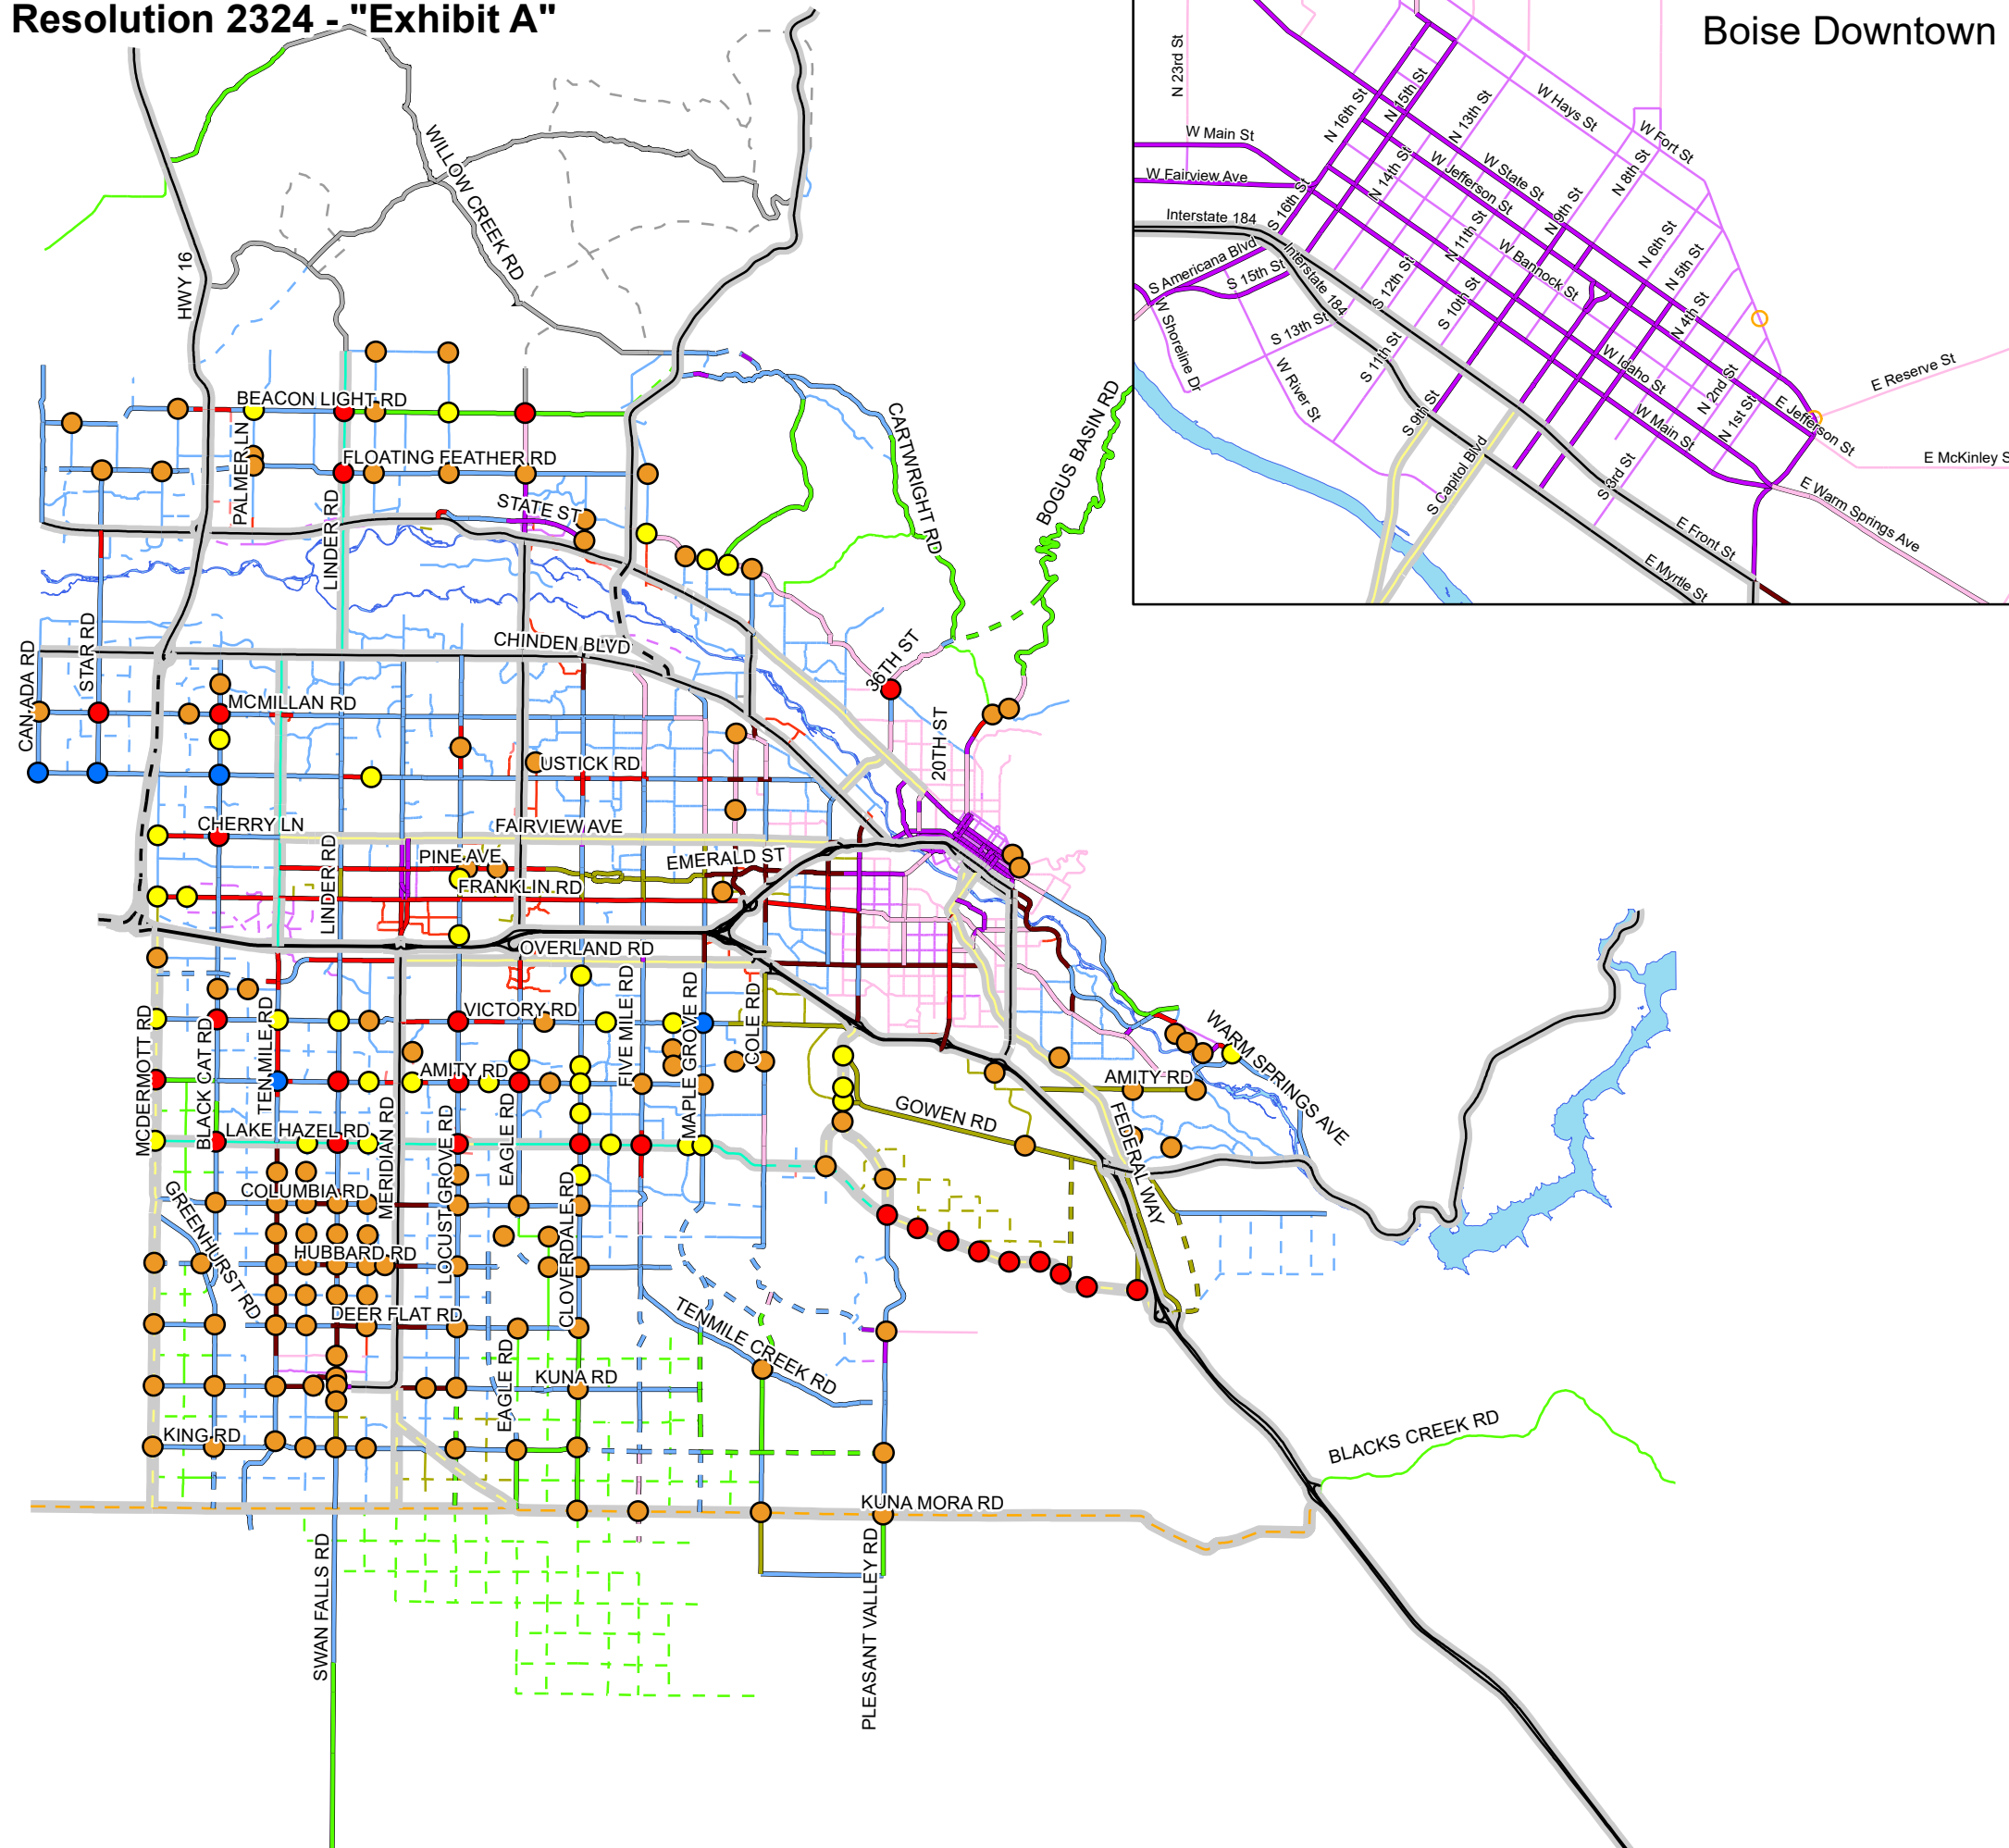 Resolution 2324 - "Exhibit A"
Boise Downtown
N 23rd St
W Main St
W Fairview Ave
Interstate 184
S Americana Blvd
S 15th St
Interstate 184
W Shoreline Dr
S 13th St
W River St
S 16th St
N 16th St
N 15th St
N 14th St
N 13th St
S 12th St
N 11th St
S 11th St
S 10th St
N 9th St
S 9th St
N 8th St
W Hays St
W Fort St
W State St
W Jefferson St
W Bannock St
N 6th St
N 5th St
N 4th St
W Idaho St
N 2nd St
W Main St
N 1st St
S 3rd St
S Capitol Blvd
E Jefferson St
E Reserve St
E McKinley S
E Warm Springs Ave
E Front St
E Myrtle St
HWY 16
WILLOW CREEK RD
BEACON LIGHT RD
PALMER LN
FLOATING FEATHER RD
LINDER RD
STATE ST
CARTWRIGHT RD
BOGUS BASIN RD
CAN ADA RD
STAR RD
CHINDEN BLVD
36TH ST
MCMILLAN RD
20TH ST
USTICK RD
CHERRY LN
FAIRVIEW AVE
LINDER RD
PINE AVE
EMERALD ST
FRANKLIN RD
OVERLAND RD
MCDERMOTT RD
BLACK CAT RD
TEN MILE RD
VICTORY RD
FIVE MILE RD
MAPLE GROVE RD
COLE RD
AMITY RD
AMITY RD
WARM SPRINGS AVE
GOWEN RD
FEDERAL WAY
LAKE HAZEL RD
MERIDIAN RD
LOCUST GROVE RD
EAGLE RD
CLOVERDALE RD
COLUMBIA RD
GREENHURST RD
HUBBARD RD
DEER FLAT RD
TENMILE CREEK RD
EAGLE RD
KUNA RD
KING RD
BLACKS CREEK RD
KUNA MORA RD
SWAN FALLS RD
PLEASANT VALLEY RD